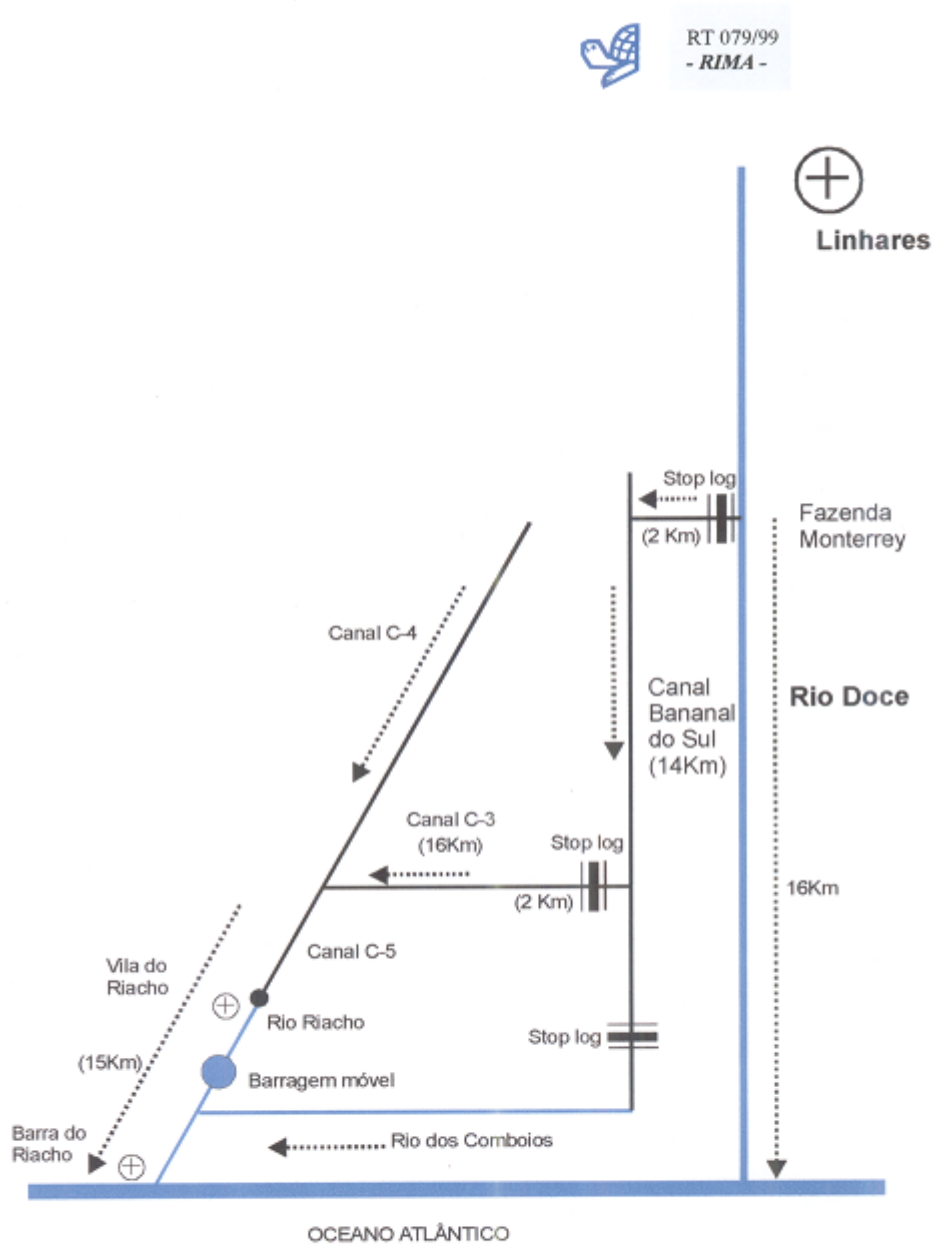 RT 079/99
- RIMA -
Linhares
Stop log
(2 Km)
Fazenda
Monterrey
Canal C-4
Canal
Bananal
do Sul
(14Km)
Rio Doce
Canal C-3
(16Km)
Stop log
(2 Km)
16Km
Canal C-5
Vila do
Riacho
Rio Riacho
Stop log
(15Km)
Barragem móvel
Barra do
Riacho
Rio dos Comboios
OCEANO ATLÂNTICO